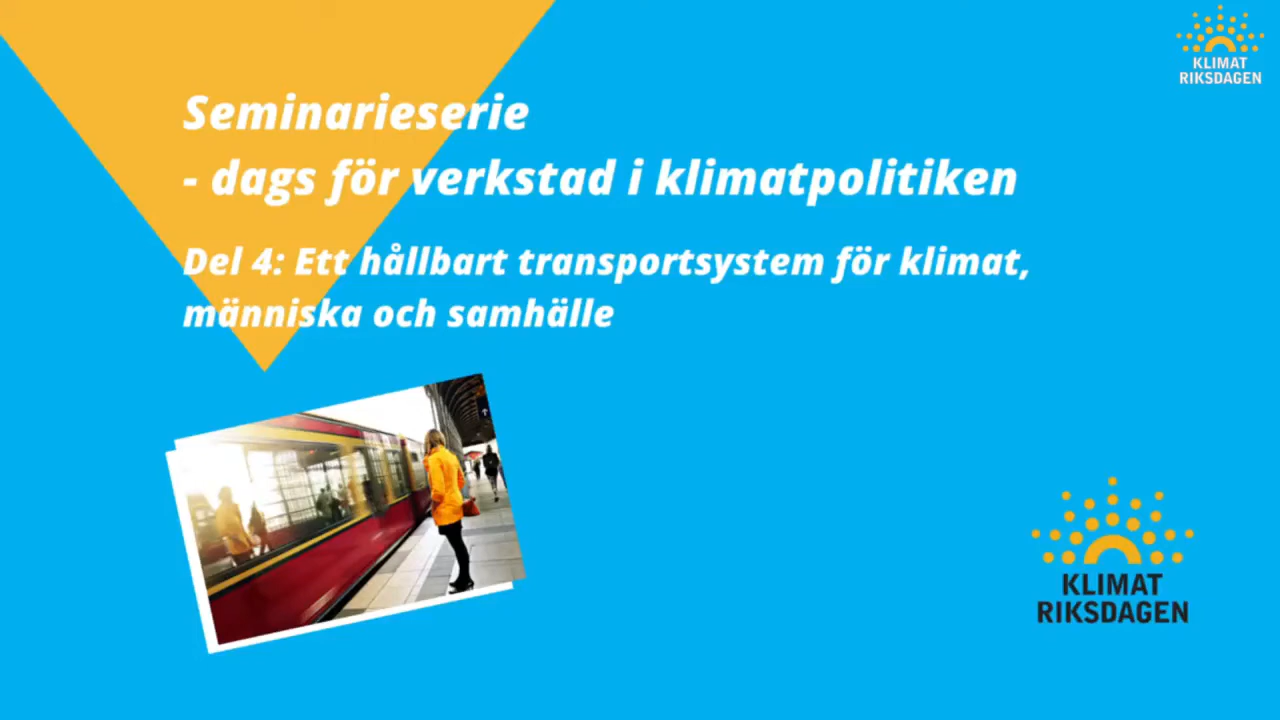 KLIMAT
RIKSDAGEN
Seminarieserie
- dags för verkstad i klimatpolitiken
Del 4: Ett hållbart transportsystem för klimat,
människa och samhälle
KLIMAT
RIKSDAGEN